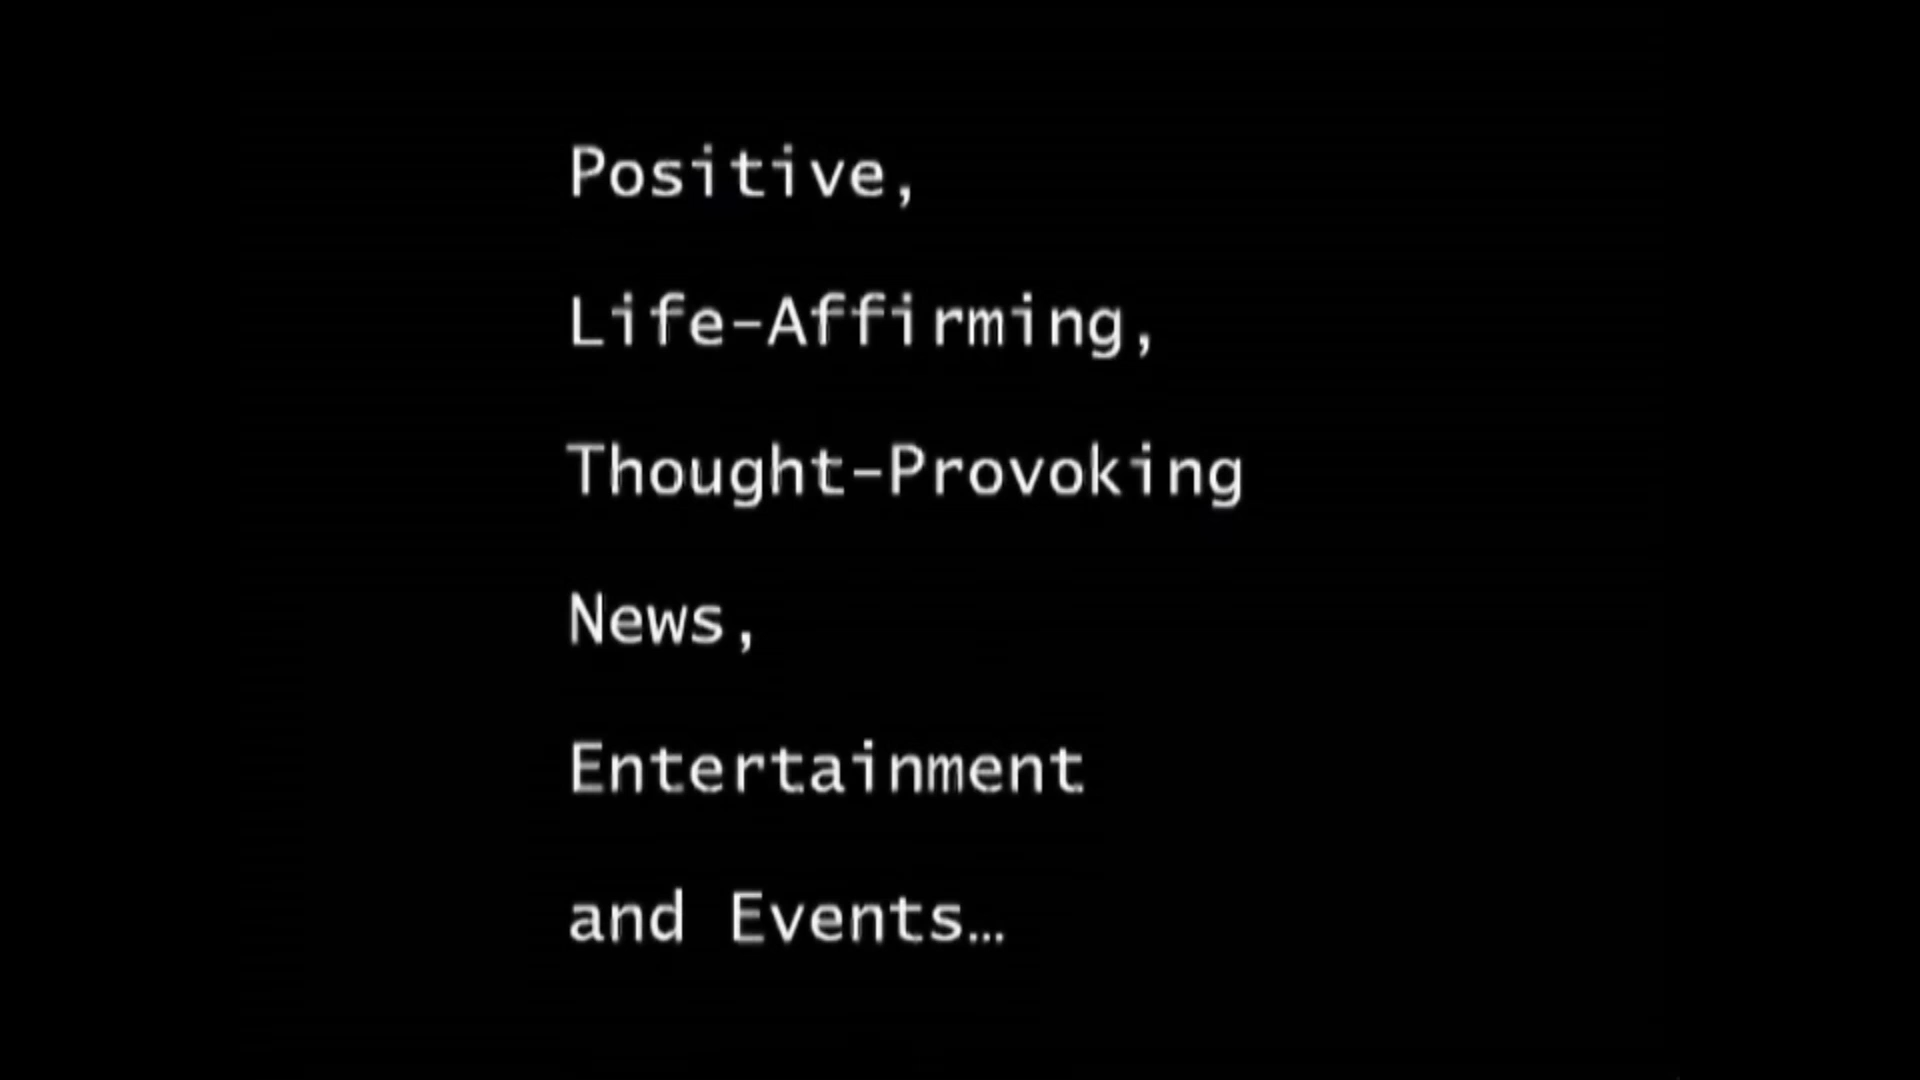 Positive,
Life-Affirming,
Thought-Provoking
News,
Entertainment
and Events…